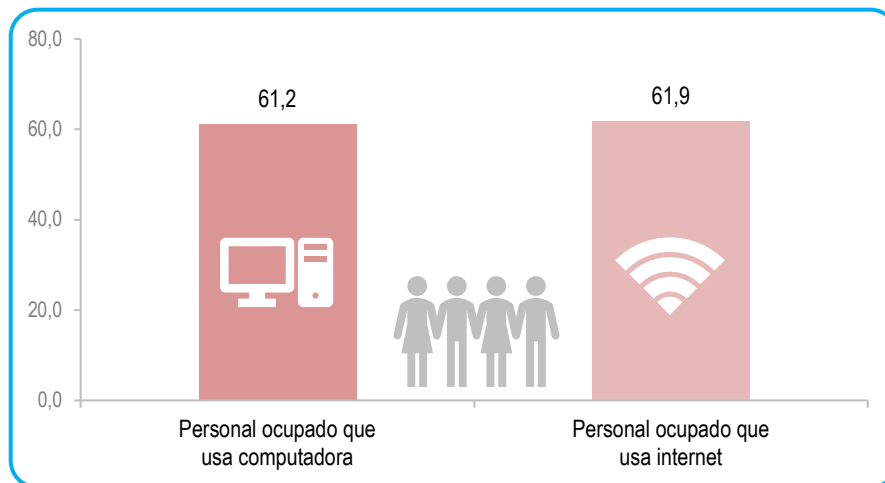 80,0
61,2
61,9
60,0
40,0
20,0
0,0
Personal ocupado que
usa computadora
Personal ocupado que
usa internet